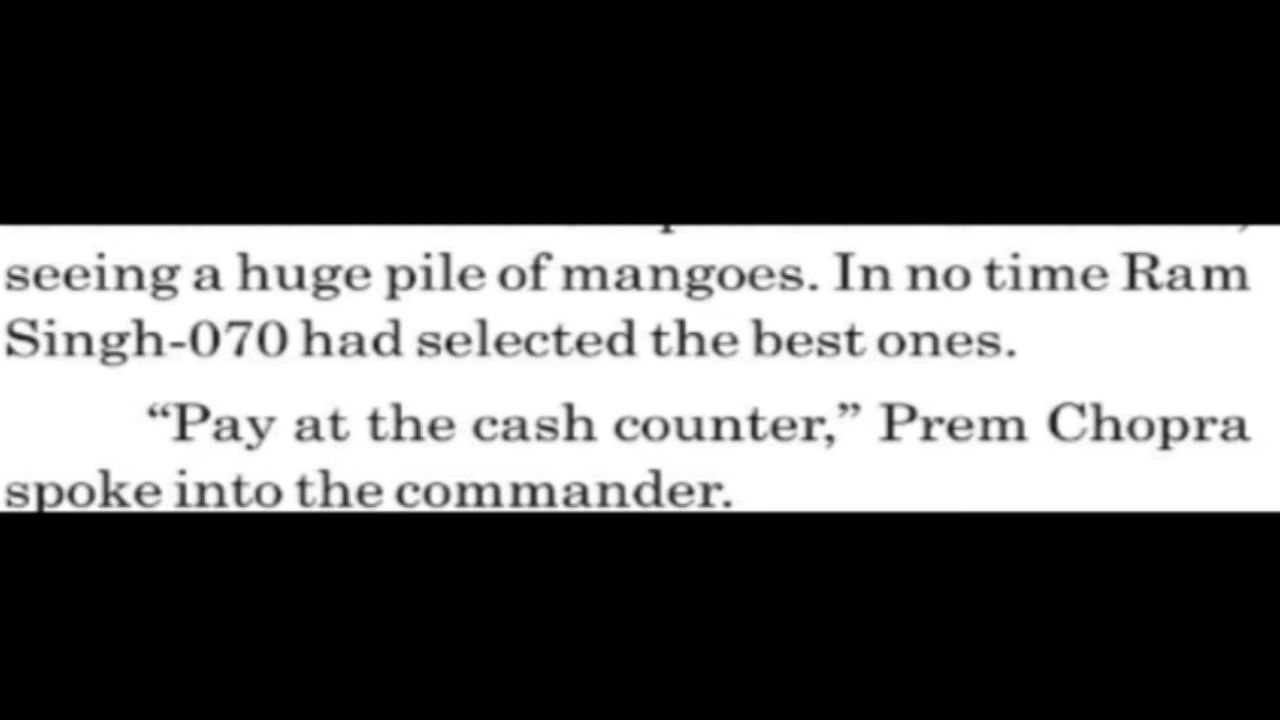 seeing a huge pile of mangoes. In no time Ram
Singh-070 had selected the best ones.
“Pay at the cash counter,” Prem Chopra
spoke into the commander.